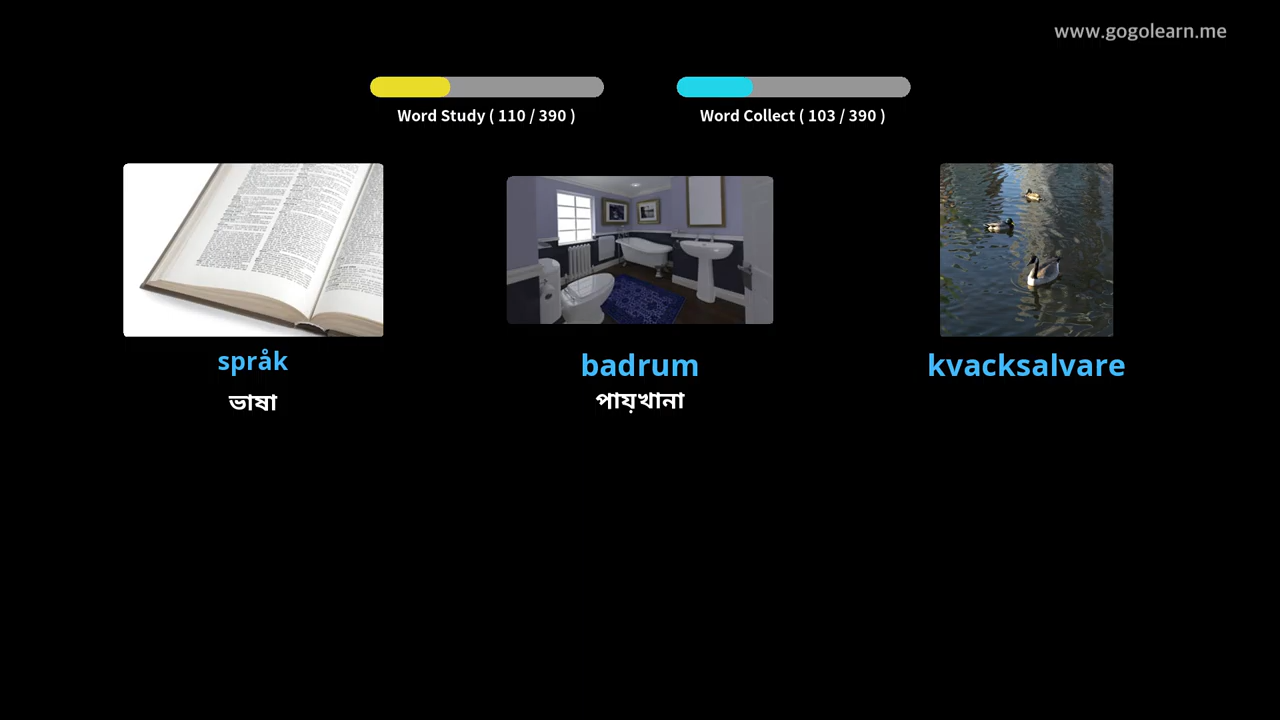 www.gogolearn.me
Word Study ( 110 / 390 )
Word Collect ( 103 / 390 )
språk
badrum
kvacksalvare
ভাষা
পায়খানা